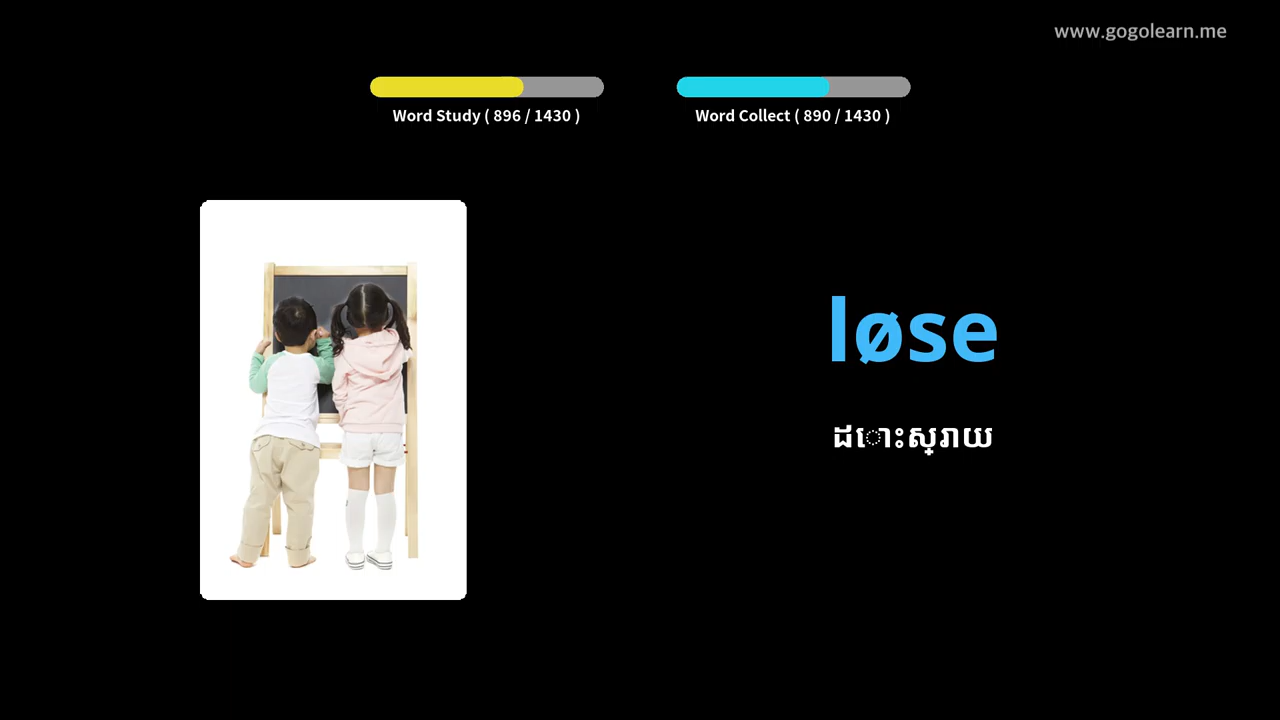 www.gogolearn.me
Word Study ( 896 / 1430 )
Word Collect ( 890 / 1430 )
løse
ដោះស្រាយ